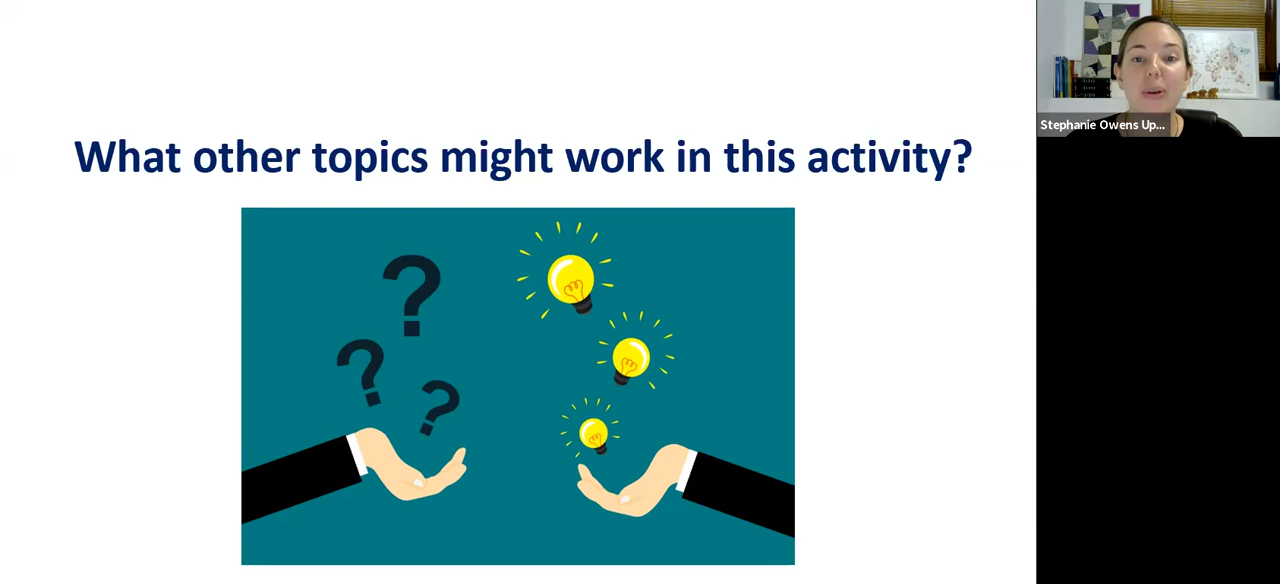 What other topics might work in this activity?
? ? ?
Stephanie Owens Up...